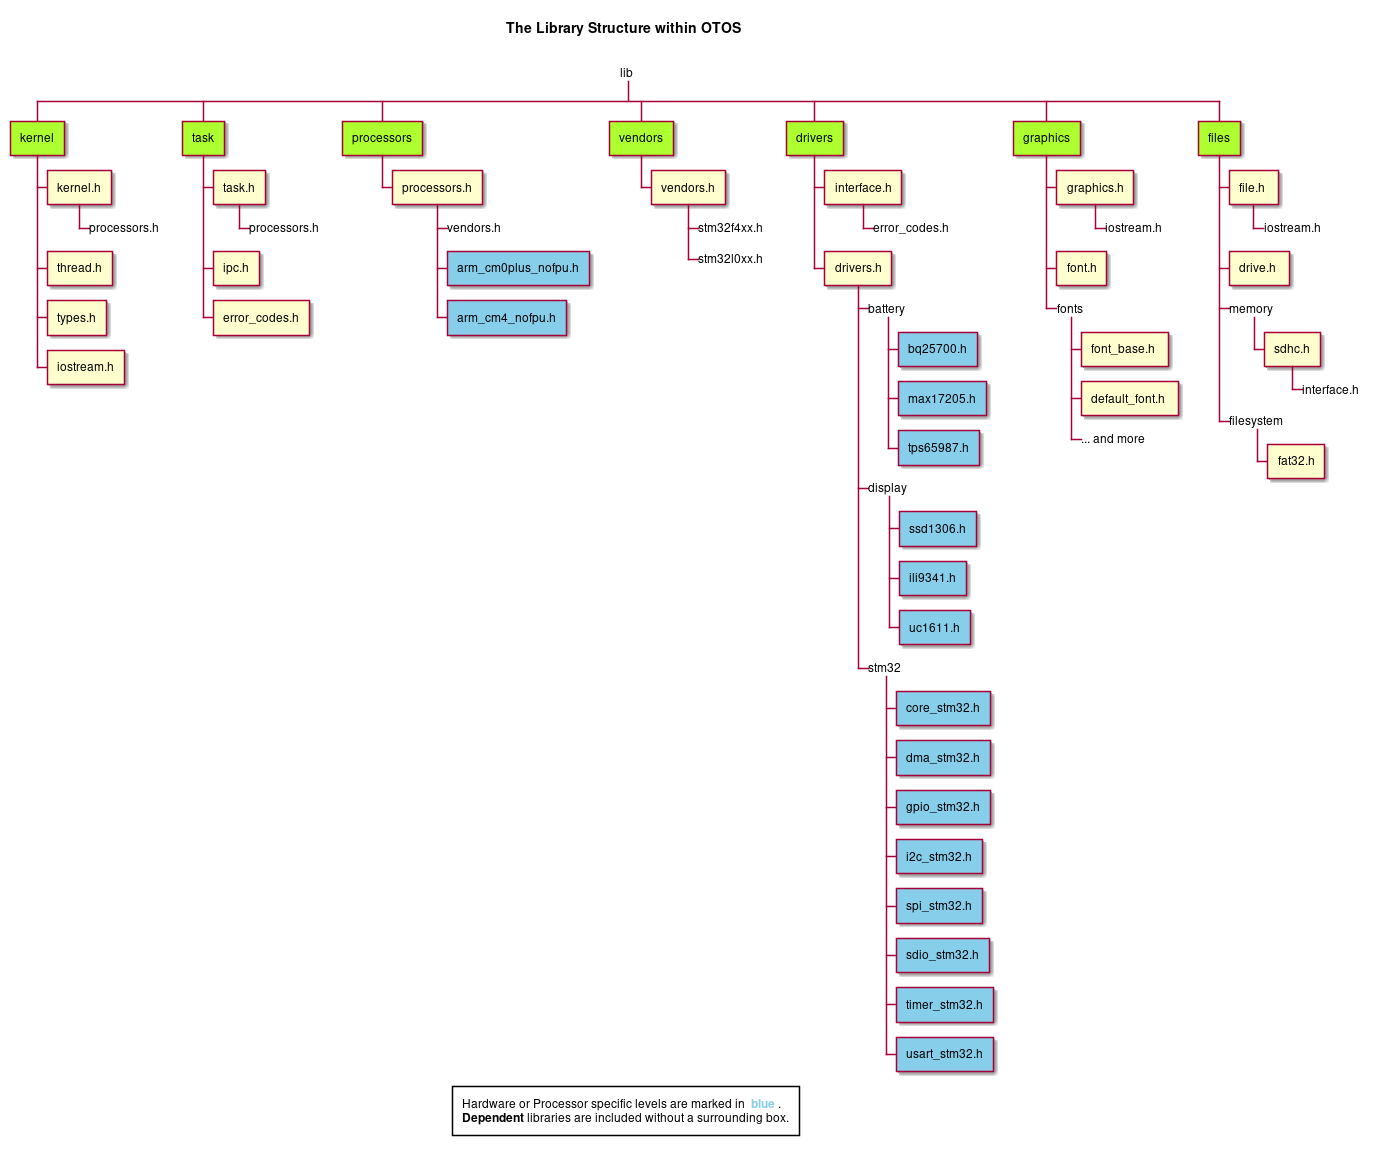 The Library Structure within OTOS
lib
kernel
kernel.h
processors.h
thread.h
types.h
iostream.h
task
task.h
processors.h
ipc.h
error_codes.h
processors
processors.h
vendors.h
arm_cm0plus_nofpu.h
arm_cm4_nofpu.h
vendors
vendors.h
stm32f4xx.h
stm32l0xx.h
drivers
interface.h
error_codes.h
drivers.h
battery
bq25700.h
max17205.h
tps65987.h
display
ssd1306.h
ili9341.h
uc1611.h
stm32
core_stm32.h
dma_stm32.h
gpio_stm32.h
i2c_stm32.h
spi_stm32.h
sdio_stm32.h
timer_stm32.h
usart_stm32.h
graphics
graphics.h
iostream.h
font.h
fonts
font_base.h
default_font.h
... and more
files
file.h
iostream.h
drive.h
memory
sdhc.h
interface.h
filesystem
fat32.h
Hardware or Processor specific levels are marked in blue .
Dependent libraries are included without a surrounding box.